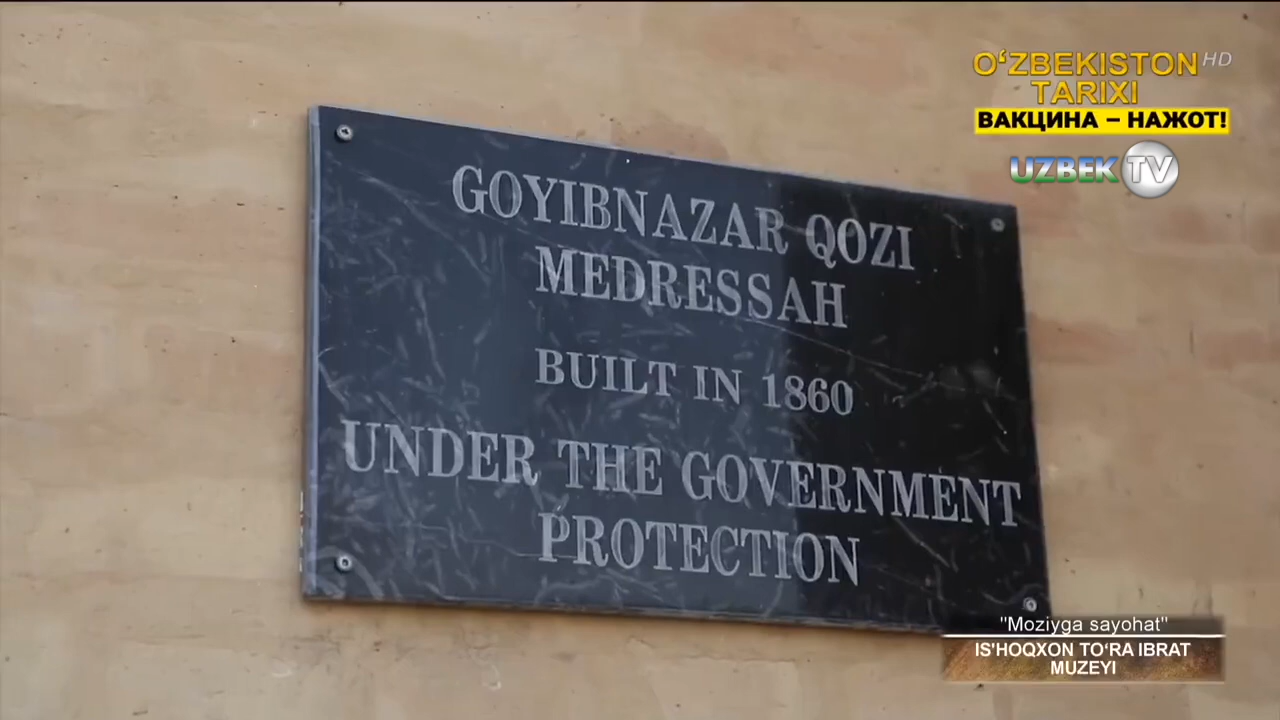 O‘ZBEKISTON HD
TARIXI
ВАКЦИНА – НАЖОТ!
UZBEK TV
GOYIBNAZAR QOZI
MEDRESSAH
BUILT IN 1860
UNDER THE GOVERNMENT
PROTECTION
"Moziyga sayohat"
IS'HOQXON TO‘RA IBRAT
MUZEYI